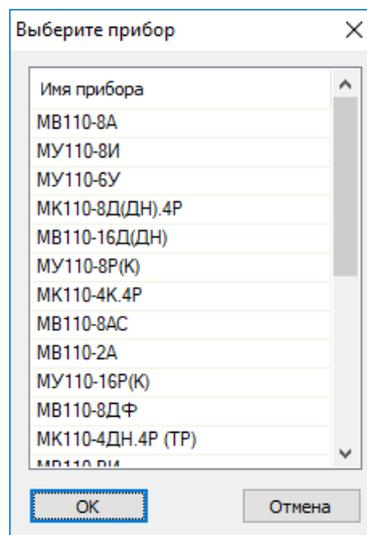 Выберите прибор
Имя прибора
МВ110-8А
МУ110-8И
МУ110-6У
МК110-8Д(ДН).4Р
МВ110-16Д(ДН)
МУ110-8Р(К)
МК110-4К.4Р
МВ110-8АС
МВ110-2А
МУ110-16Р(К)
МВ110-8ДФ
МК110-4ДН.4Р (ТР)
OK
Отмена